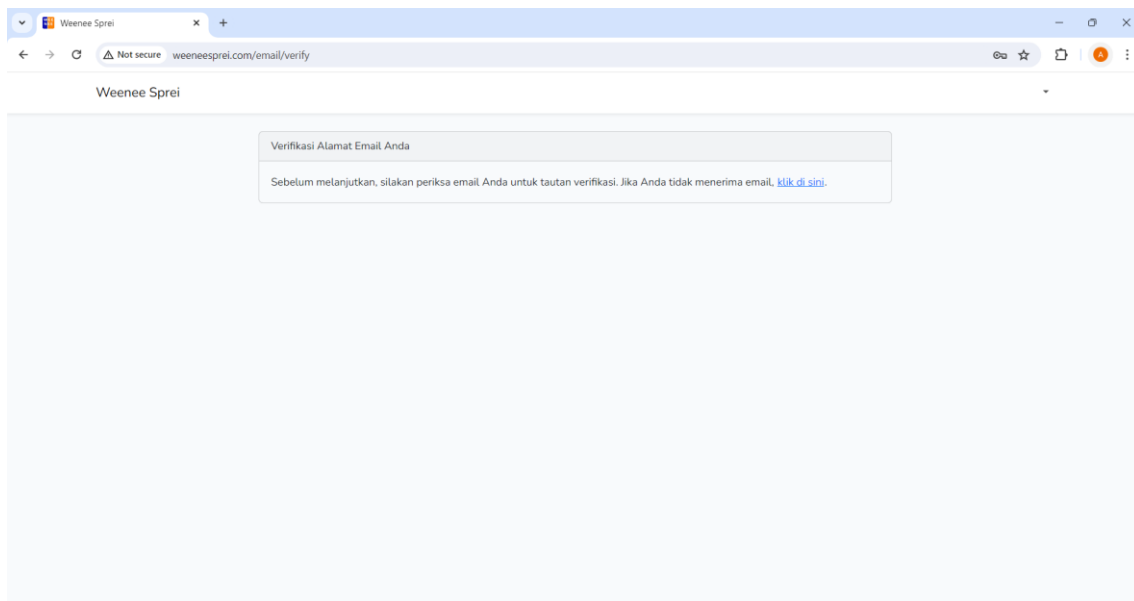 Weenee Sprei
Not secure weeneesprei.com/email/verify
A
Weenee Sprei
Verifikasi Alamat Email Anda
Sebelum melanjutkan, silakan periksa email Anda untuk tautan verifikasi. Jika Anda tidak menerima email, klik di sini.